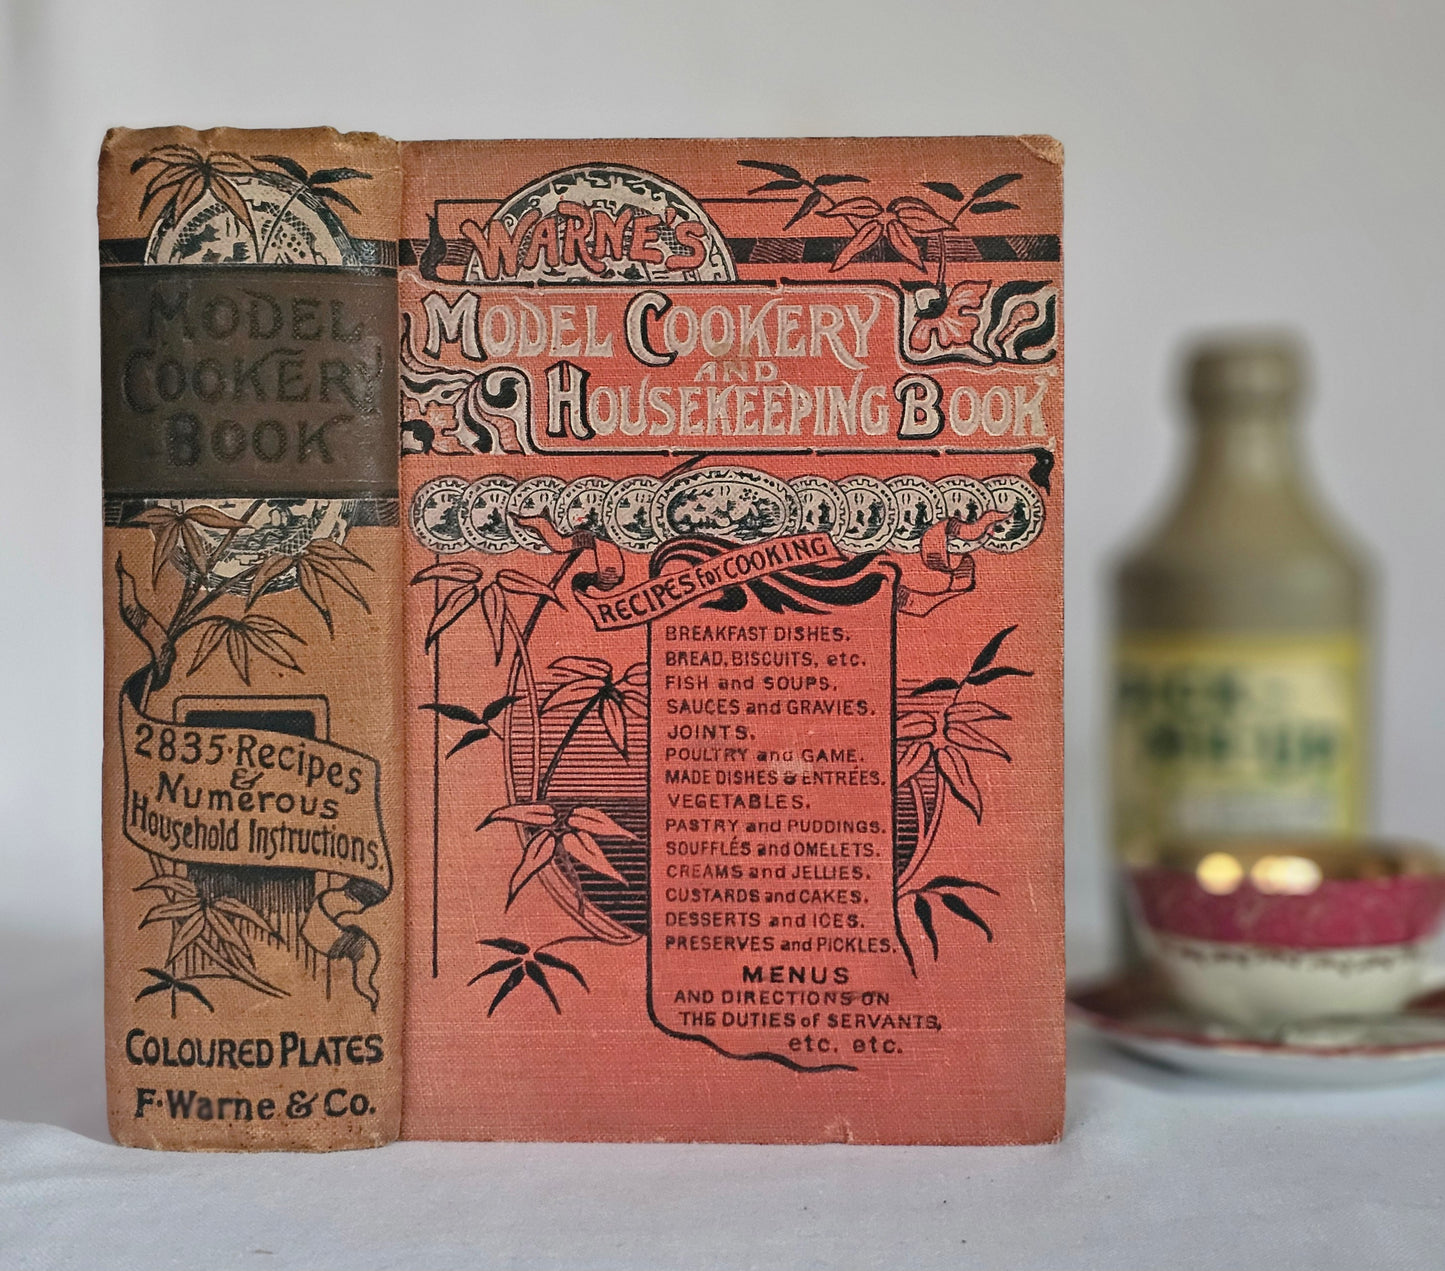 MODEL
COOKERY
BOOK
2835·Recipes
&
Numerous
Household Instructions.
COLOURED PLATES
F·Warne & Co.
WARNE'S
MODEL COOKERY
AND
HOUSEKEEPING BOOK
RECIPES for COOKING
BREAKFAST DISHES.
BREAD, BISCUITS, etc.
FISH and SOUPS.
SAUCES and GRAVIES.
JOINTS.
POULTRY and GAME.
MADE DISHES & ENTRÉES.
VEGETABLES.
PASTRY and PUDDINGS.
SOUFFLÉS and OMELETS.
CREAMS and JELLIES.
CUSTARDS and CAKES.
DESSERTS and ICES.
PRESERVES and PICKLES.
MENUS
AND DIRECTIONS ON
THE DUTIES of SERVANTS,
etc. etc.